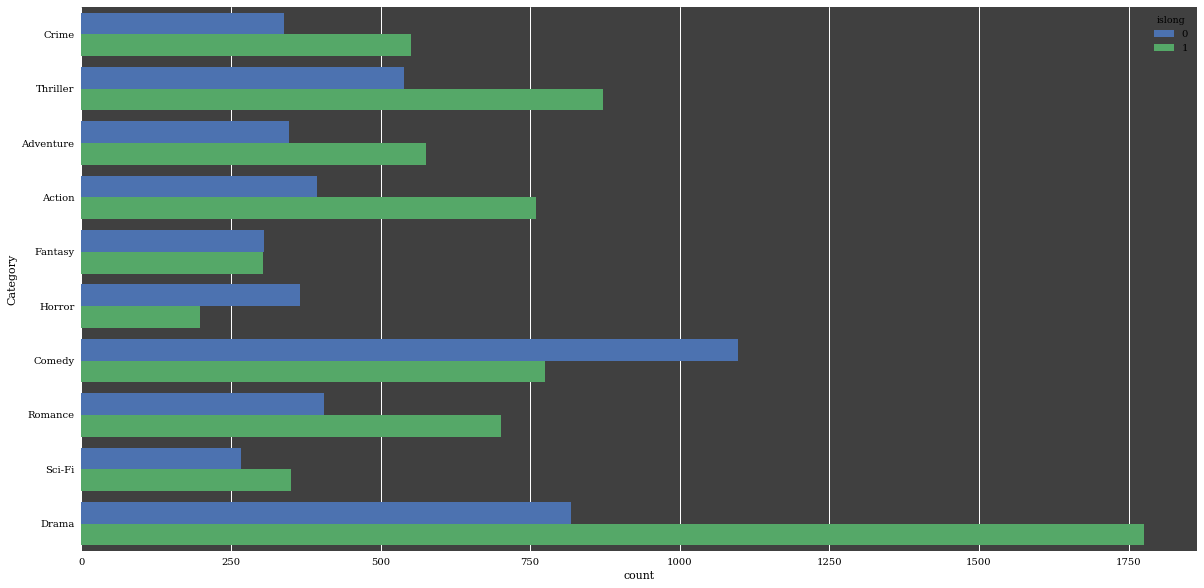 islong
0
1
Crime
Thriller
Adventure
Action
Fantasy
Horror
Comedy
Romance
Sci-Fi
Drama
Category
0 250 500 750 1000 1250 1500 1750
count